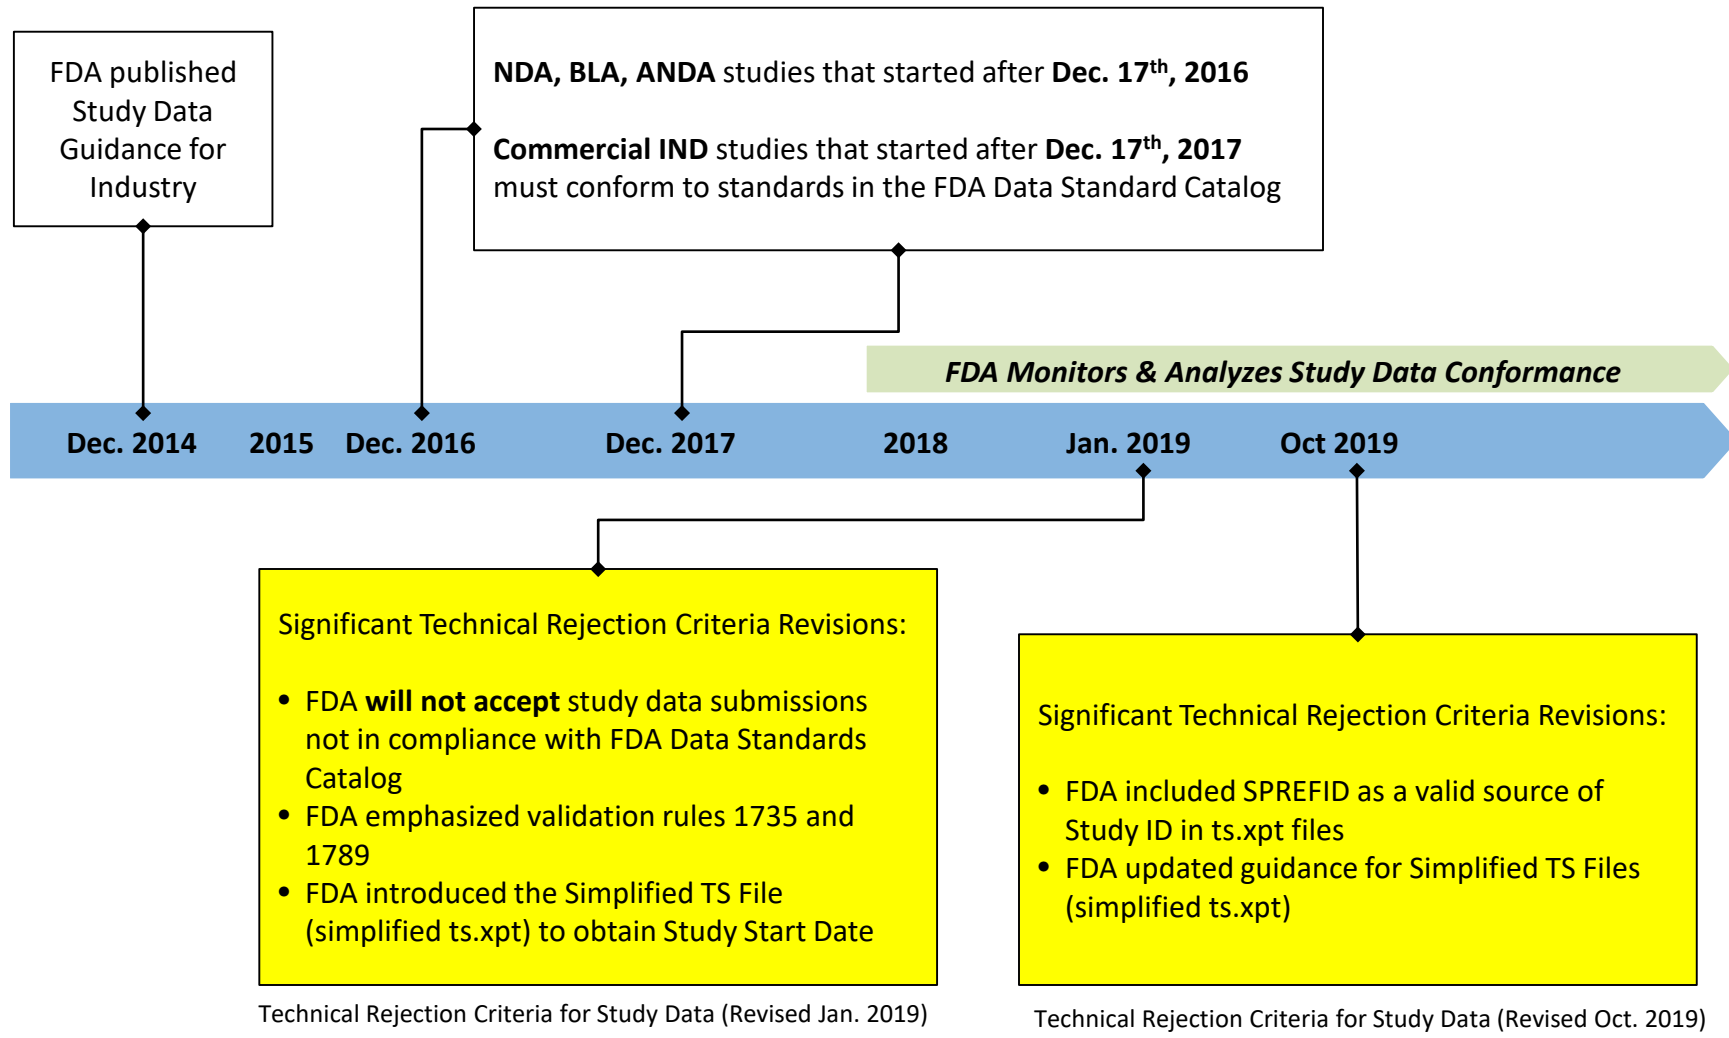 FDA published
Study Data
Guidance for
Industry
NDA, BLA, ANDA studies that started after Dec. 17th, 2016
Commercial IND studies that started after Dec. 17th, 2017
must conform to standards in the FDA Data Standard Catalog
FDA Monitors & Analyzes Study Data Conformance
Dec. 2014 2015 Dec. 2016 Dec. 2017 2018 Jan. 2019 Oct 2019
Significant Technical Rejection Criteria Revisions:
• FDA will not accept study data submissions
not in compliance with FDA Data Standards
Catalog
• FDA emphasized validation rules 1735 and
1789
• FDA introduced the Simplified TS File
(simplified ts.xpt) to obtain Study Start Date
Technical Rejection Criteria for Study Data (Revised Jan. 2019)
Significant Technical Rejection Criteria Revisions:
• FDA included SPREFID as a valid source of
Study ID in ts.xpt files
• FDA updated guidance for Simplified TS Files
(simplified ts.xpt)
Technical Rejection Criteria for Study Data (Revised Oct. 2019)